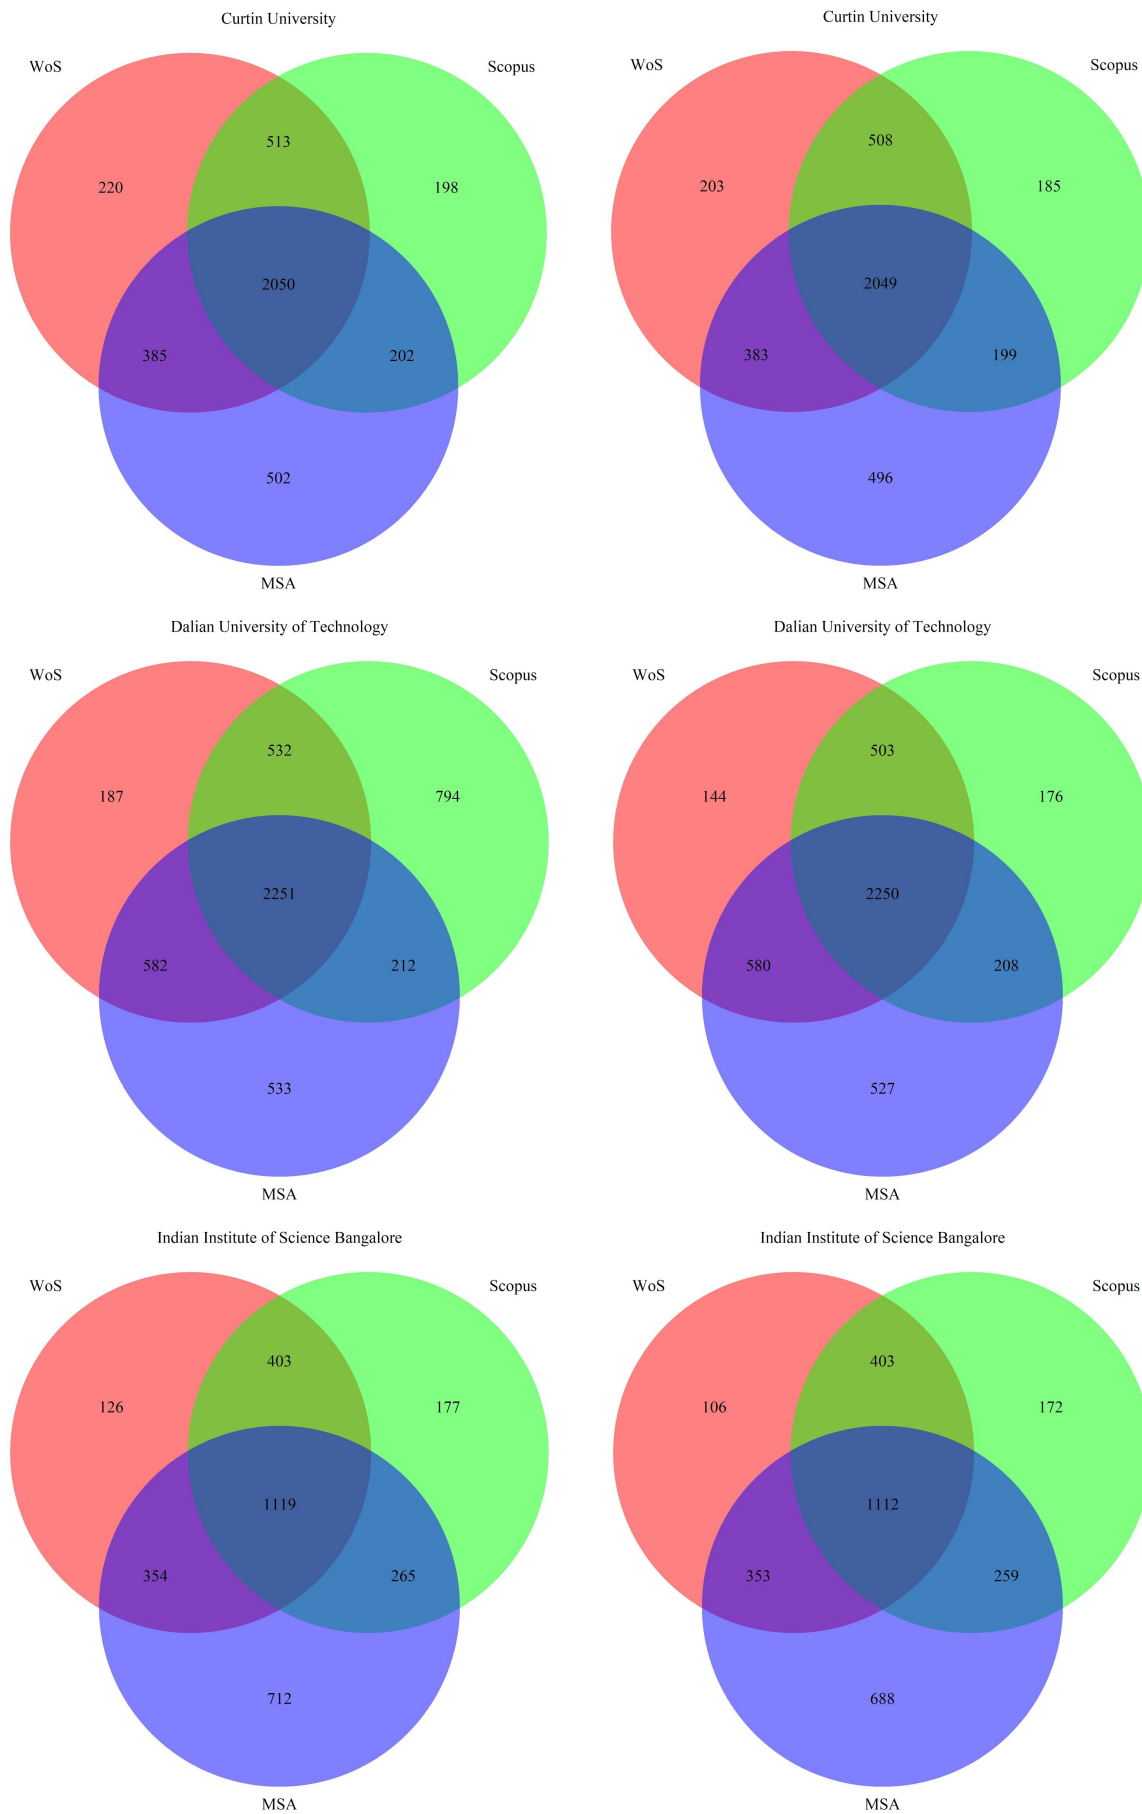 Curtin University
WoS
Scopus
513
220
198
2050
385
202
502
MSA
Curtin University
WoS
Scopus
508
203
185
2049
383
199
496
MSA
Dalian University of Technology
WoS
Scopus
532
187
794
2251
582
212
533
MSA
Dalian University of Technology
WoS
Scopus
503
144
176
2250
580
208
527
MSA
Indian Institute of Science Bangalore
WoS
Scopus
403
126
177
1119
354
265
712
MSA
Indian Institute of Science Bangalore
WoS
Scopus
403
106
172
1112
353
259
688
MSA